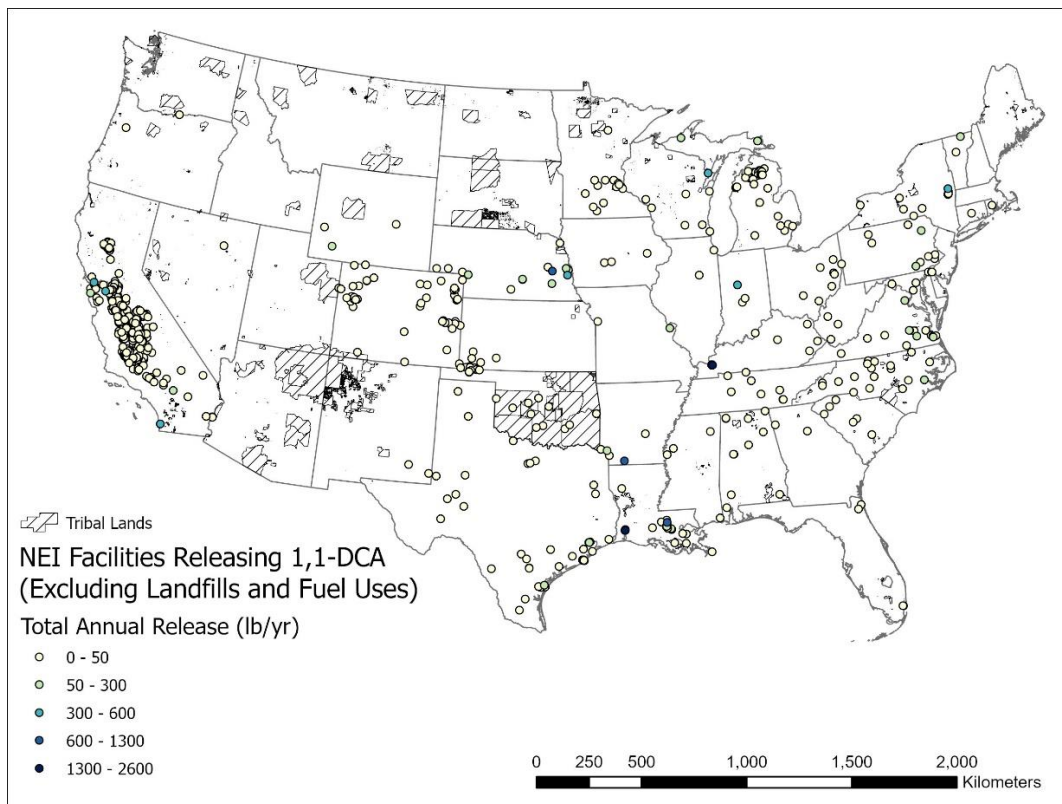 Tribal Lands
NEI Facilities Releasing 1,1-DCA
(Excluding Landfills and Fuel Uses)
Total Annual Release (lb/yr)
0 - 50
50 - 300
300 - 600
600 - 1300
1300 - 2600
0 250 500 1,000 1,500 2,000
Kilometers